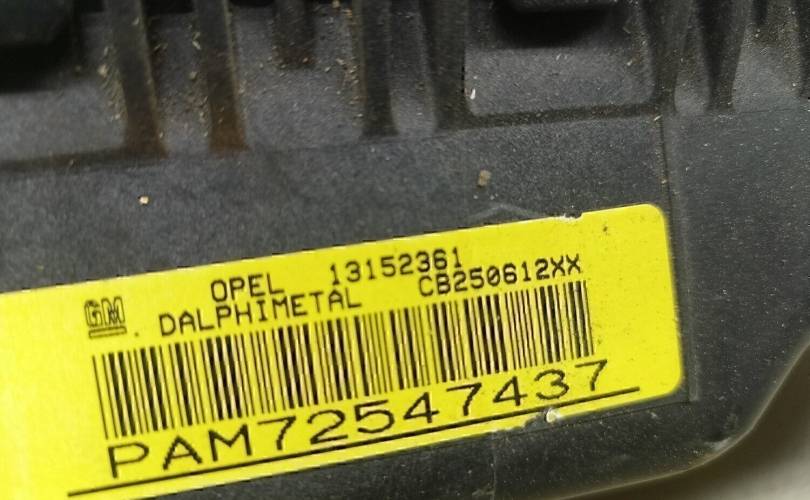 OPEL 13152361
GM DALPHIMETAL CB250612XX
PAM72547437